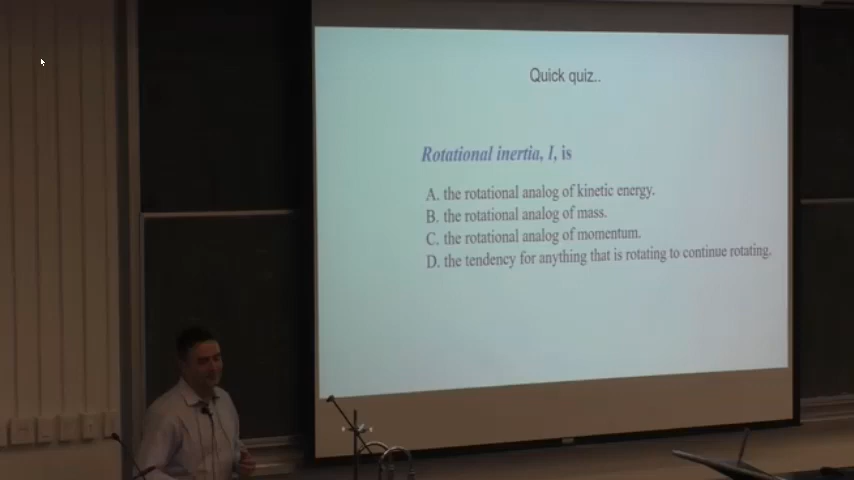 Quick quiz..
Rotational inertia, I, is
A. the rotational analog of kinetic energy.
B. the rotational analog of mass.
C. the rotational analog of momentum.
D. the tendency for anything that is rotating to continue rotating.